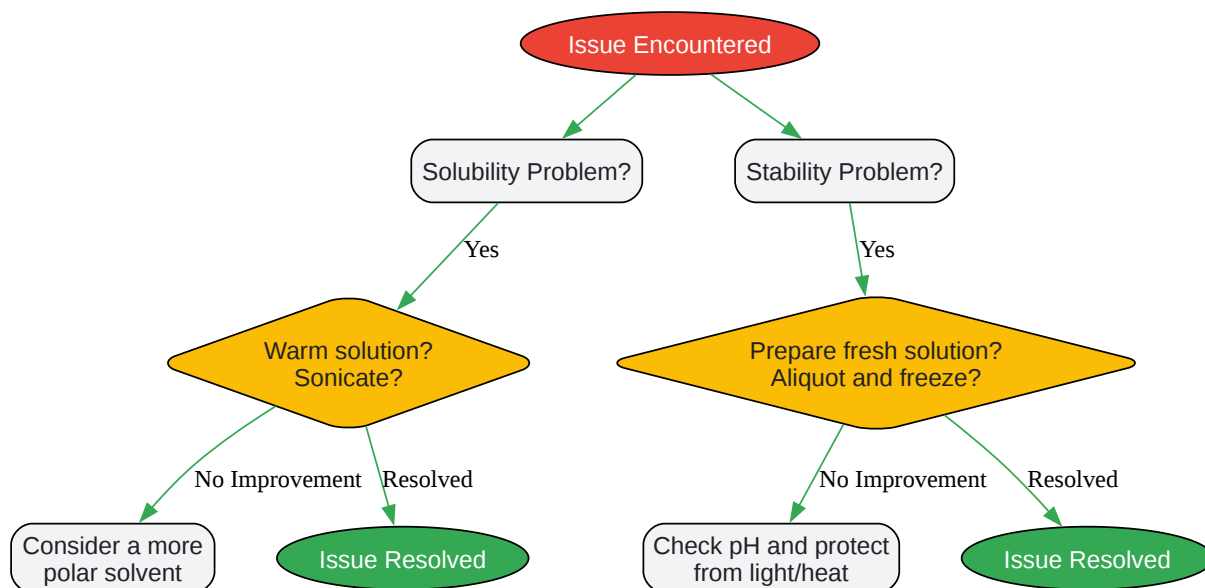 Issue Encountered
Solubility Problem?
Stability Problem?
Yes
Yes
Warm solution?
Sonicate?
Prepare fresh solution?
Aliquot and freeze?
No Improvement
Resolved
No Improvement
Resolved
Consider a more
polar solvent
Issue Resolved
Check pH and protect
from light/heat
Issue Resolved